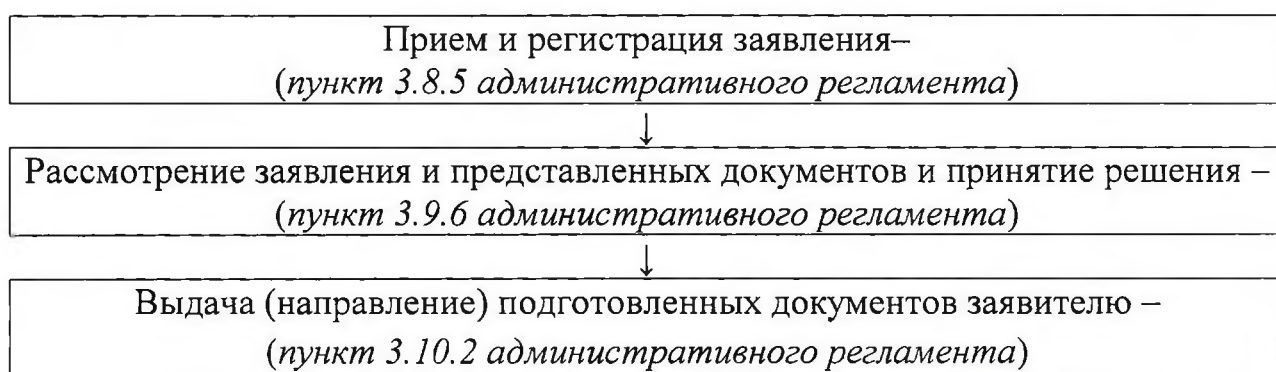 Прием и регистрация заявления–
(пункт 3.8.5 административного регламента)
↓
Рассмотрение заявления и представленных документов и принятие решения –
(пункт 3.9.6 административного регламента)
↓
Выдача (направление) подготовленных документов заявителю –
(пункт 3.10.2 административного регламента)